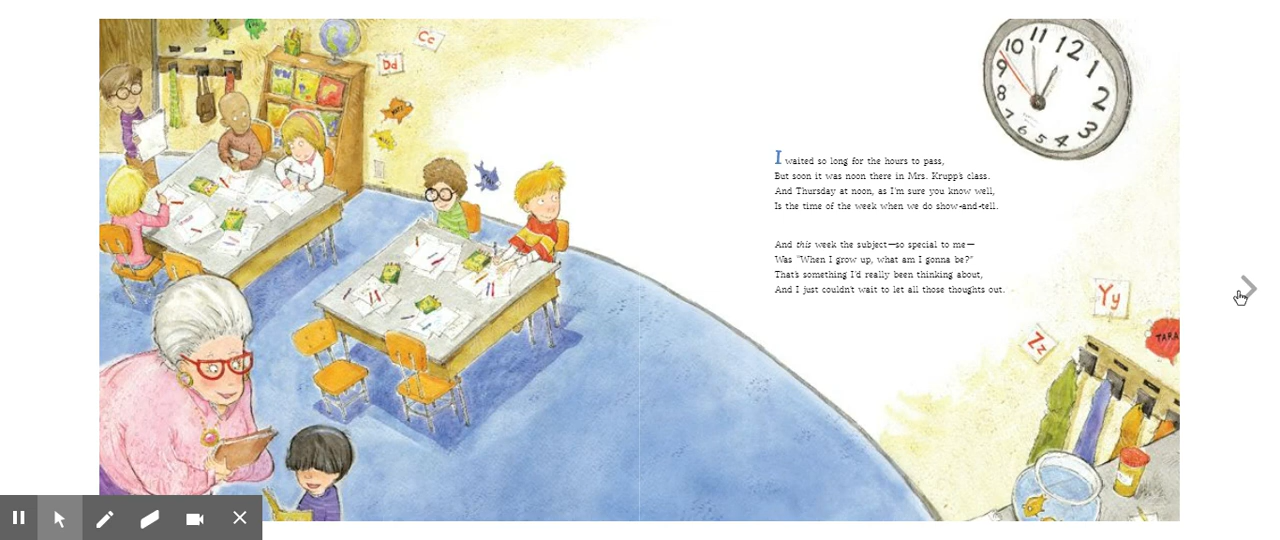 Cc
Dd
11
12
10
1
9
2
8
3
7
6
5
4
I waited so long for the hours to pass,
But soon it was noon there in Mrs. Krupp's class.
And Thursday at noon, as I'm sure you know well,
Is the time of the week when we do show-and-tell.
And this week the subject—so special to me—
Was "When I grow up, what am I gonna be?"
That's something I'd really been thinking about,
And I just couldn't wait to let all those thoughts out.
Yy
Zz
TARA